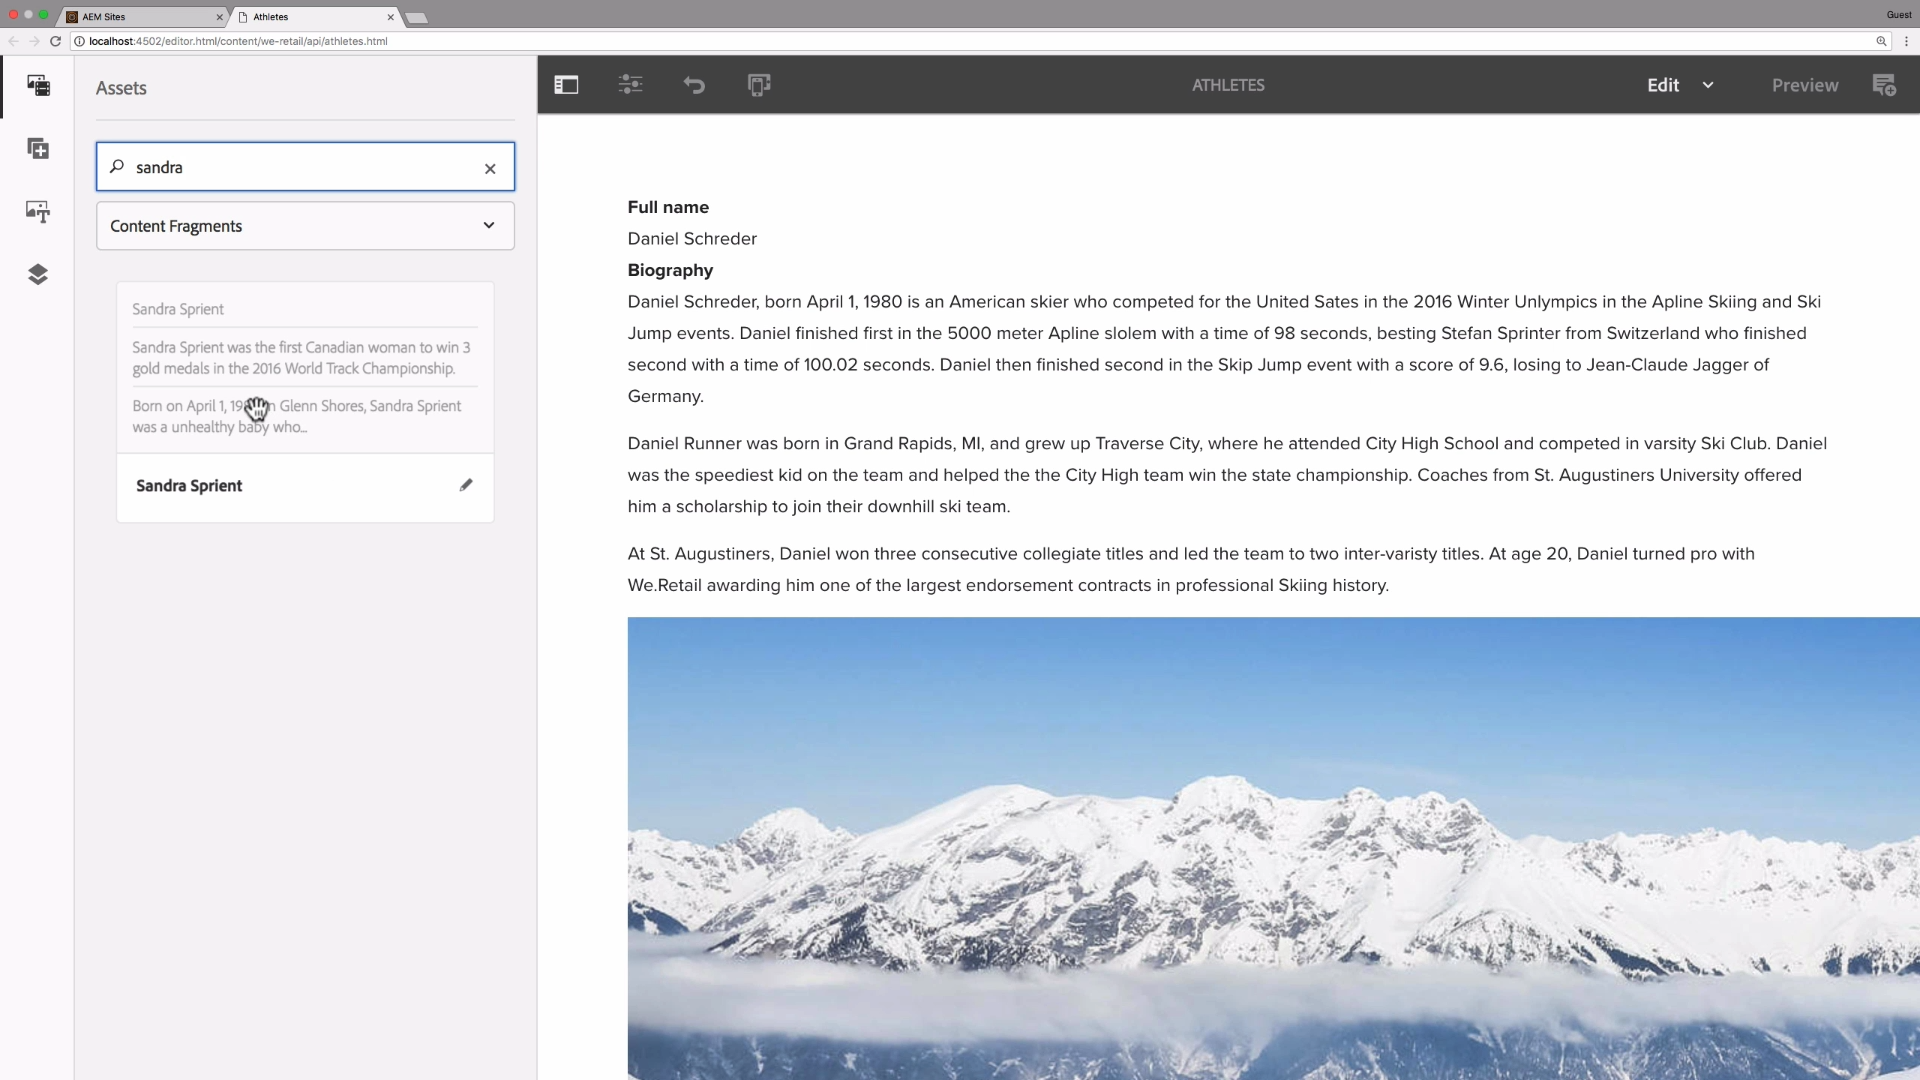 AEM Sites
Athletes
Guest
localhost:4502/editor.html/content/we-retail/api/athletes.html
Assets
sandra
Content Fragments
Sandra Sprient
Sandra Sprient was the first Canadian woman to win 3
gold medals in the 2016 World Track Championship.
Born on April 1, 19 Glenn Shores, Sandra Sprient
was a unhealthy baby who...
Sandra Sprient
ATHLETES
Edit
Preview
Full name
Daniel Schreder
Biography
Daniel Schreder, born April 1, 1980 is an American skier who competed for the United Sates in the 2016 Winter Unlympics in the Apline Skiing and Ski
Jump events. Daniel finished first in the 5000 meter Apline slolem with a time of 98 seconds, besting Stefan Sprinter from Switzerland who finished
second with a time of 100.02 seconds. Daniel then finished second in the Skip Jump event with a score of 9.6, losing to Jean-Claude Jagger of
Germany.
Daniel Runner was born in Grand Rapids, MI, and grew up Traverse City, where he attended City High School and competed in varsity Ski Club. Daniel
was the speediest kid on the team and helped the the City High team win the state championship. Coaches from St. Augustiners University offered
him a scholarship to join their downhill ski team.
At St. Augustiners, Daniel won three consecutive collegiate titles and led the team to two inter-varisty titles. At age 20, Daniel turned pro with
We.Retail awarding him one of the largest endorsement contracts in professional Skiing history.